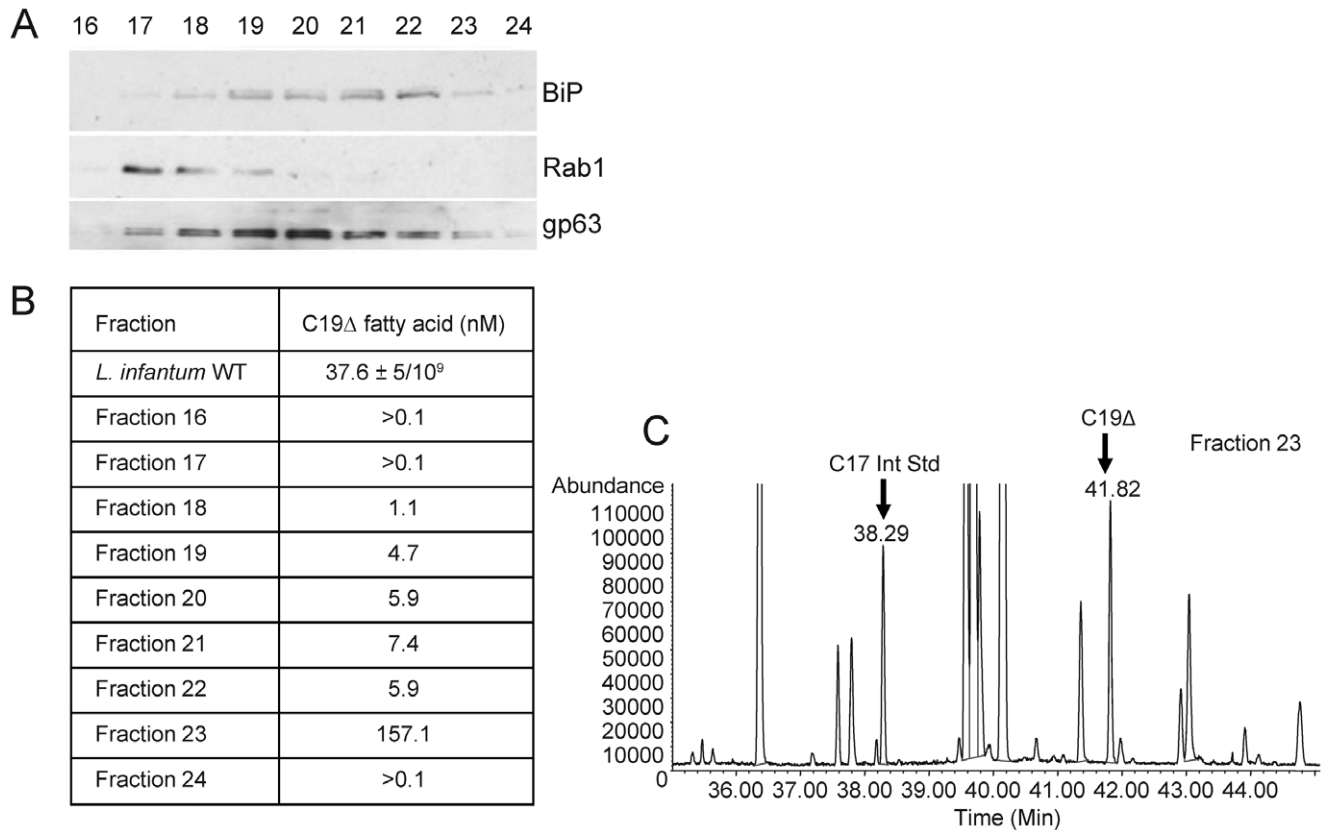 A
16 17 18 19 20 21 22 23 24
BiP
Rab1
gp63
B
Fraction C19Δ fatty acid (nM)
L. infantum WT 37.6 ± 5/10⁹
Fraction 16 >0.1
Fraction 17 >0.1
Fraction 18 1.1
Fraction 19 4.7
Fraction 20 5.9
Fraction 21 7.4
Fraction 22 5.9
Fraction 23 157.1
Fraction 24 >0.1
C
Fraction 23
C19Δ
41.82
C17 Int Std
38.29
Abundance
110000
100000
90000
80000
70000
60000
50000
40000
30000
20000
10000
0
36.00 37.00 38.00 39.00 40.00 41.00 42.00 43.00 44.00
Time (Min)